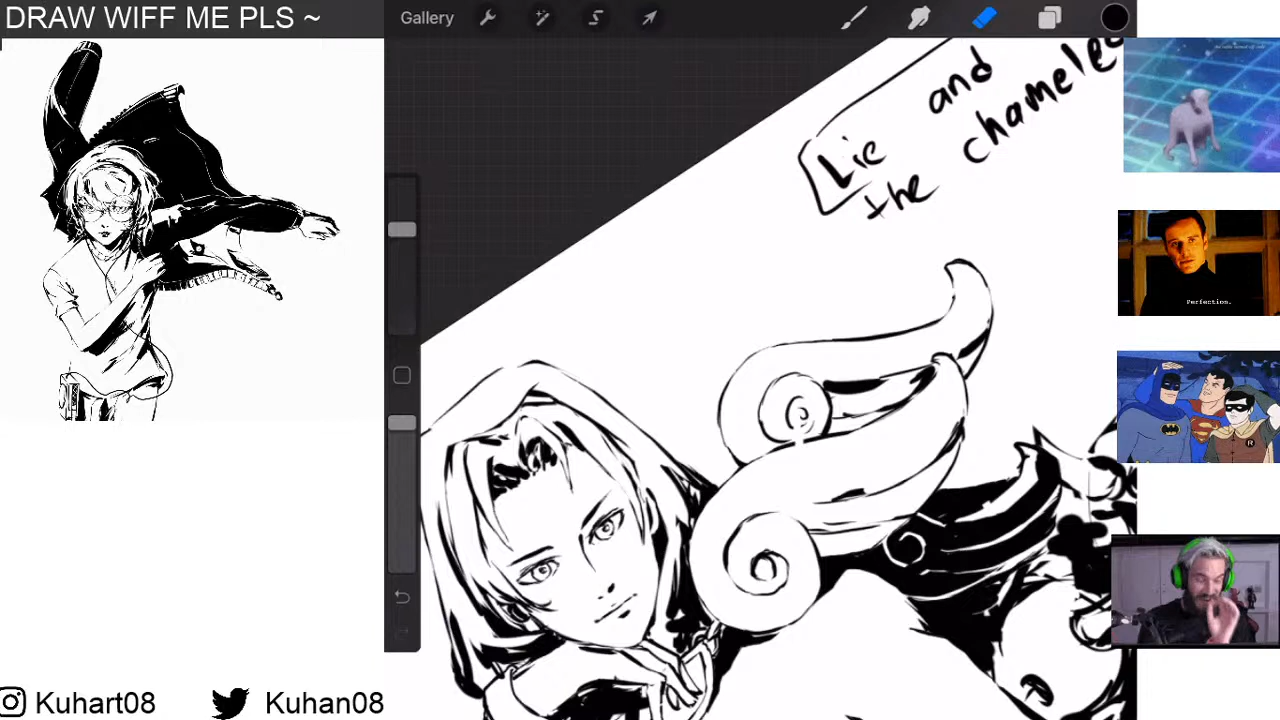 DRAW WIFF ME PLS ~
Gallery
Lie and
the chamele
Perfection.
R
Kuhart08
Kuhan08